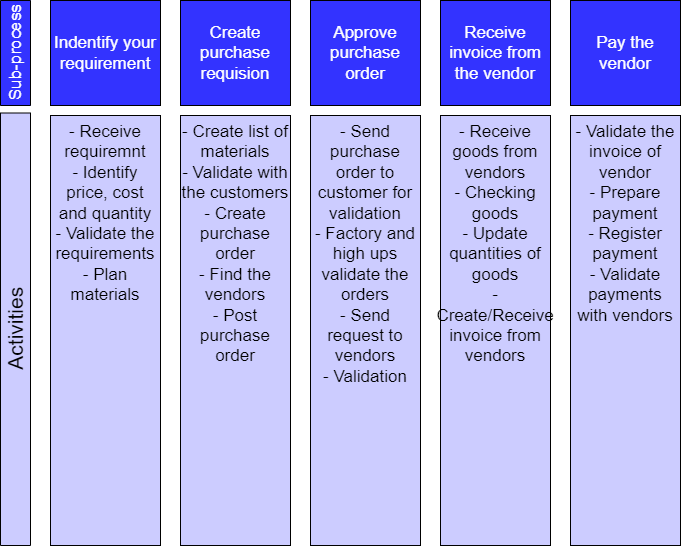 Sub-process
Indentify your
requirement
Create
purchase
requision
Approve
purchase
order
Receive
invoice from
the vendor
Pay the
vendor
Activities
- Receive
requiremnt
- Identify
price, cost
and quantity
- Validate the
requirements
- Plan
materials
- Create list of
materials
- Validate with
the customers
- Create
purchase
order
- Find the
vendors
- Post
purchase
order
- Send
purchase
order to
customer for
validation
- Factory and
high ups
validate the
orders
- Send
request to
vendors
- Validation
- Receive
goods from
vendors
- Checking
goods
- Update
quantities of
goods
-
Create/Receive
invoice from
vendors
- Validate the
invoice of
vendor
- Prepare
payment
- Register
payment
- Validate
payments
with vendors